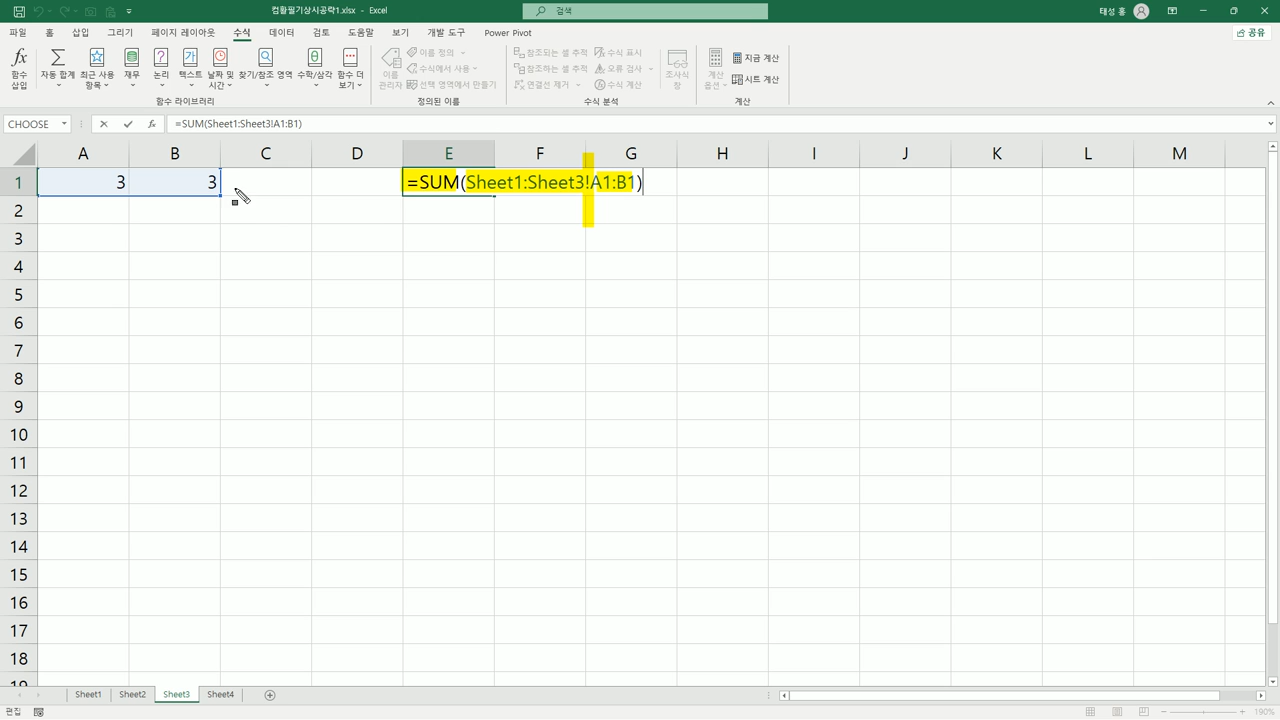 컴활필기상시공략1.xlsx - Excel
검색
태성 홍
파일 홈 삽입 그리기 페이지 레이아웃 수식 데이터 검토 도움말 보기 개발 도구 Power Pivot
공유
함수 삽입
자동 합계
최근 사용 항목
재무
논리
텍스트
날짜 및 시간
찾기/참조 영역
수학/삼각
함수 더 보기
함수 라이브러리
이름 관리자
이름 정의
수식에서 사용
선택 영역에서 만들기
정의된 이름
참조되는 셀 추적
참조하는 셀 추적
연결선 제거
수식 표시
오류 검사
수식 계산
수식 분석
조사식 창
계산 옵션
지금 계산
시트 계산
계산
CHOOSE
fx
=SUM(Sheet1:Sheet3!A1:B1)
A B C D E F G H I J K L M
1 3 3 =SUM(Sheet1:Sheet3!A1:B1)
2
3
4
5
6
7
8
9
10
11
12
13
14
15
16
17
18
19
Sheet1 Sheet2 Sheet3 Sheet4
편집
190%